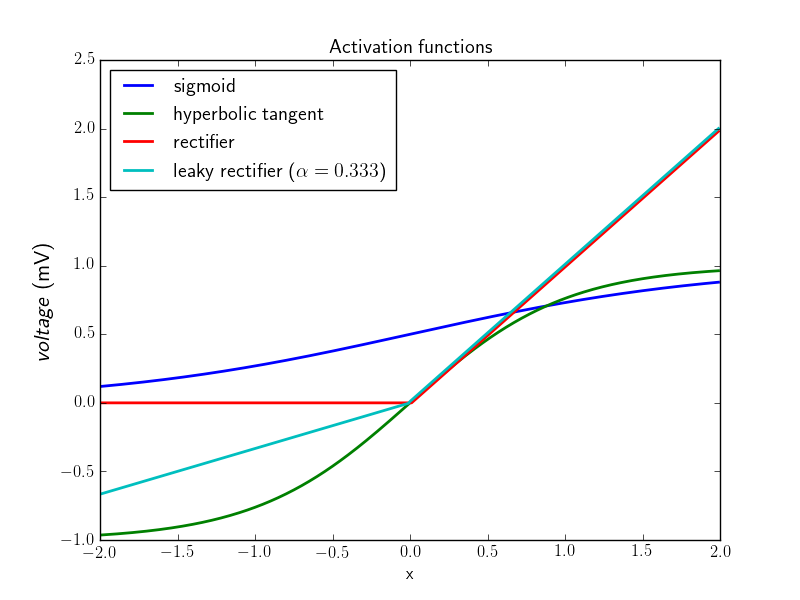 Activation functions
2.5
sigmoid
hyperbolic tangent
rectifier
leaky rectifier (α = 0.333)
2.0
1.5
1.0
0.5
0.0
−0.5
−1.0
voltage (mV)
−2.0 −1.5 −1.0 −0.5 0.0 0.5 1.0 1.5 2.0
x